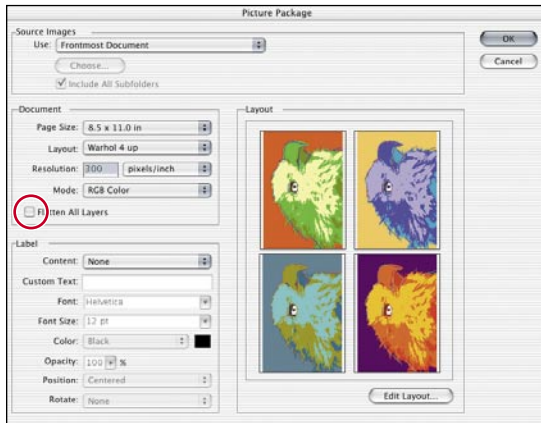 Picture Package
Source Images
Use: Frontmost Document
Choose...
Include All Subfolders
OK
Cancel
Document
Page Size: 8.5 x 11.0 in
Layout: Warhol 4 up
Resolution: 300 pixels/inch
Mode: RGB Color
Flatten All Layers
Label
Content: None
Custom Text:
Font: Helvetica
Font Size: 12 pt
Color: Black
Opacity: 100 %
Position: Centered
Rotate: None
Layout
Edit Layout...